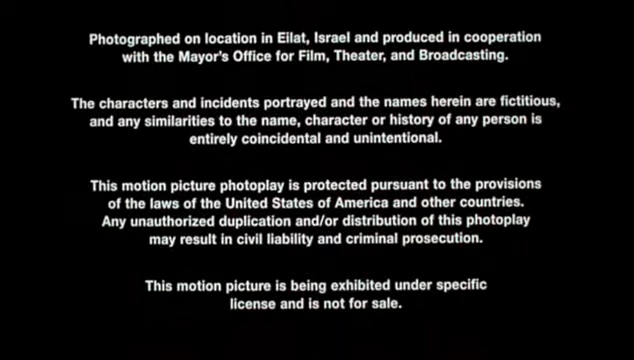 Photographed on location in Eilat, Israel and produced in cooperation
with the Mayor's Office for Film, Theater, and Broadcasting.
The characters and incidents portrayed and the names herein are fictitious,
and any similarities to the name, character or history of any person is
entirely coincidental and unintentional.
This motion picture photoplay is protected pursuant to the provisions
of the laws of the United States of America and other countries.
Any unauthorized duplication and/or distribution of this photoplay
may result in civil liability and criminal prosecution.
This motion picture is being exhibited under specific
license and is not for sale.